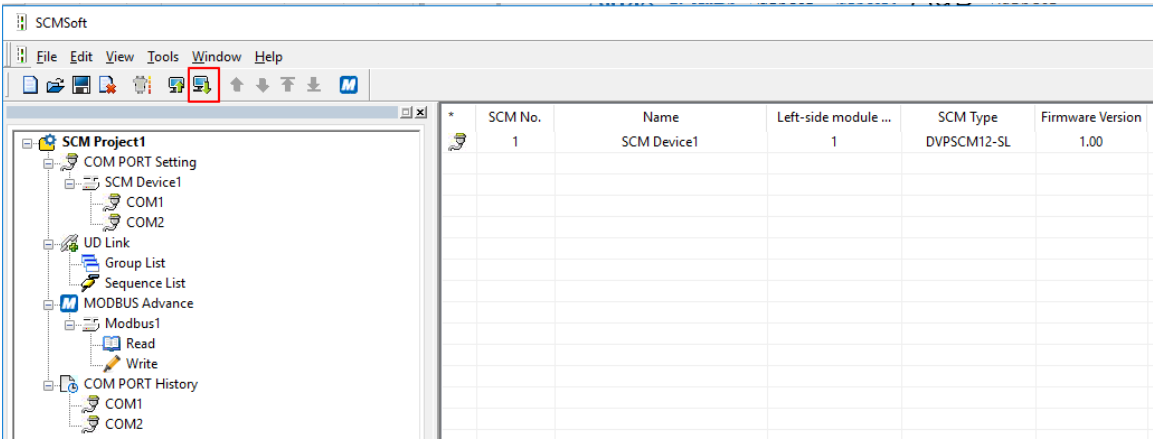 SCMSoft
File Edit View Tools Window Help
* SCM No. Name Left-side module ... SCM Type Firmware Version
1 SCM Device1 1 DVPSCM12-SL 1.00
SCM Project1
COM PORT Setting
SCM Device1
COM1
COM2
UD Link
Group List
Sequence List
MODBUS Advance
Modbus1
Read
Write
COM PORT History
COM1
COM2